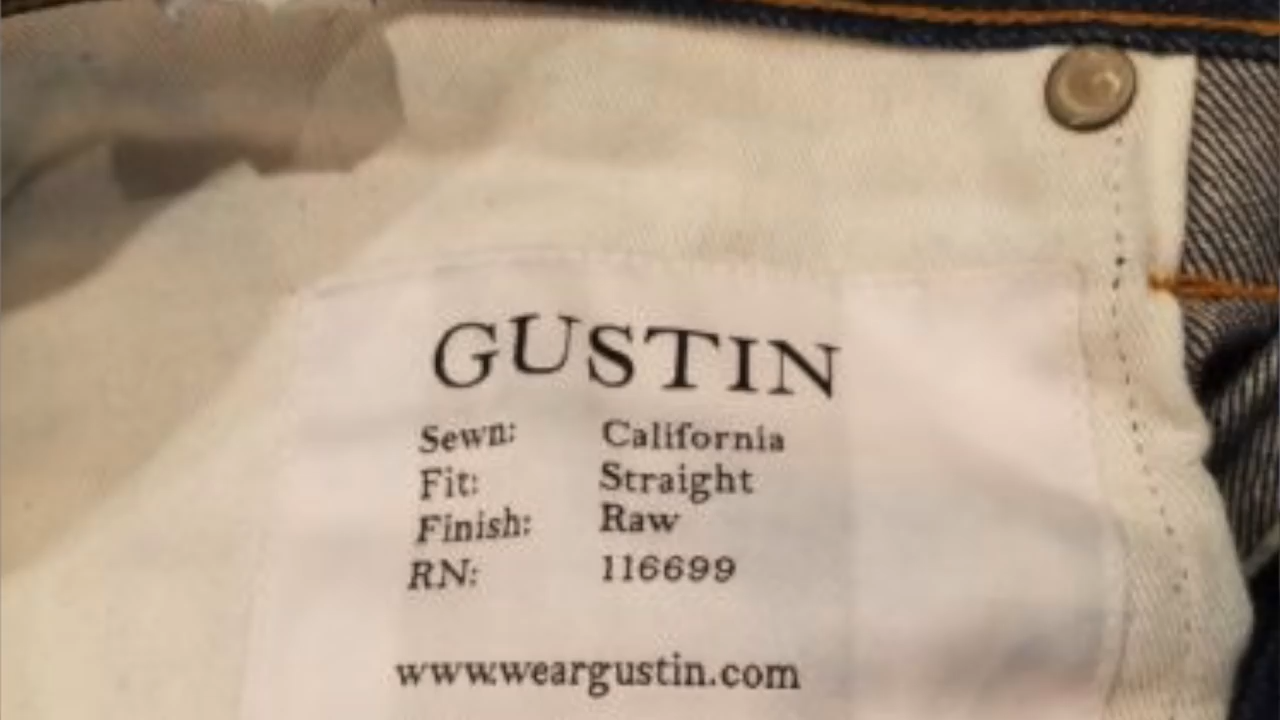 GUSTIN
Sewn: California
Fit: Straight
Finish: Raw
RN: 116699
www.weargustin.com